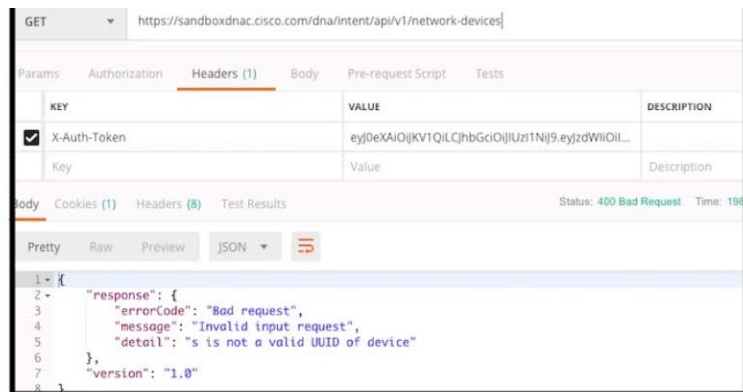 GET https://sandboxdnac.cisco.com/dna/intent/api/v1/network-devices
Params Authorization Headers (1) Body Pre-request Script Tests
KEY VALUE DESCRIPTION
X-Auth-Token eyJ0eXAiOiJKV1QiLCJhbGciOiJIUzI1NiJ9.eyJzdWIiOiI...
Key Value Description
Body Cookies (1) Headers (8) Test Results Status: 400 Bad Request Time: 198
Pretty Raw Preview JSON
1 {
2 "response": {
3 "errorCode": "Bad request",
4 "message": "Invalid input request",
5 "detail": "s is not a valid UUID of device"
6 },
7 "version": "1.0"
8 }